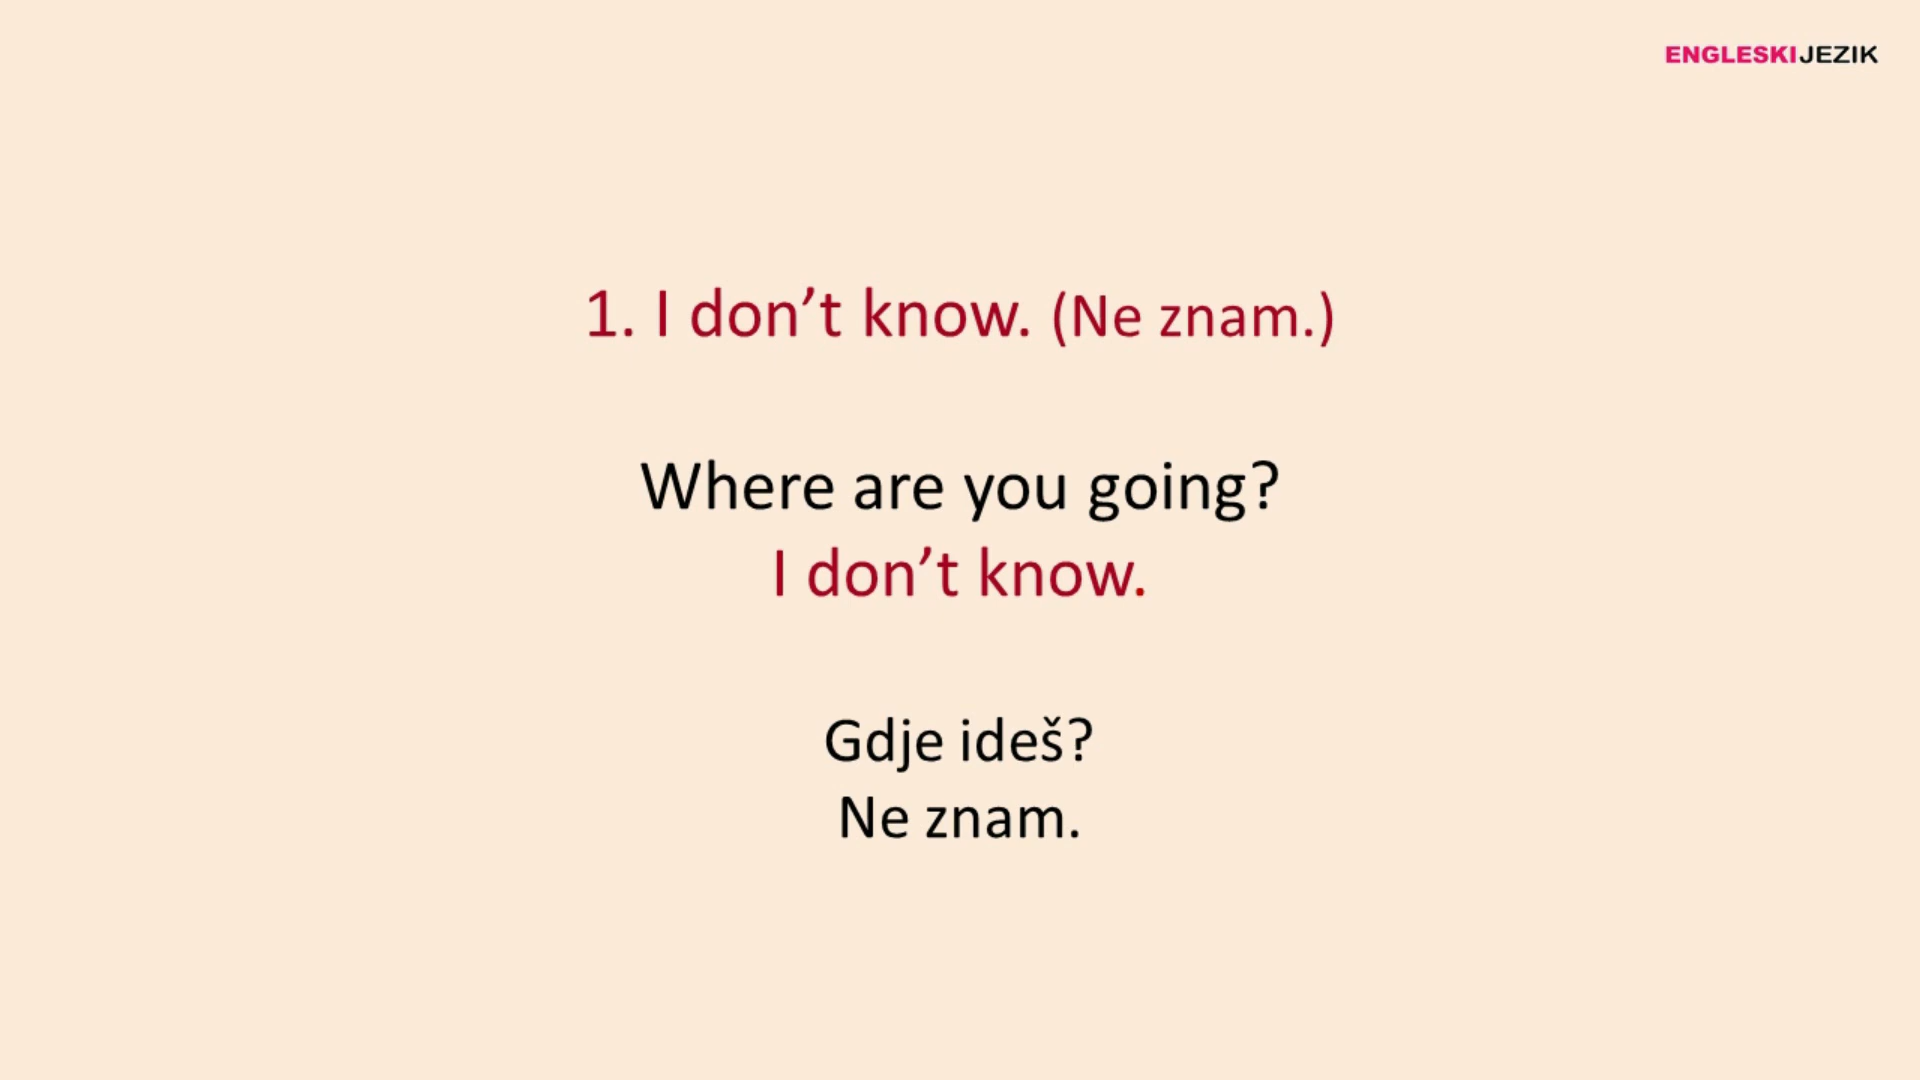 ENGLESKIJEZIK
1. I don’t know. (Ne znam.)
Where are you going?
I don’t know.
Gdje ideš?
Ne znam.